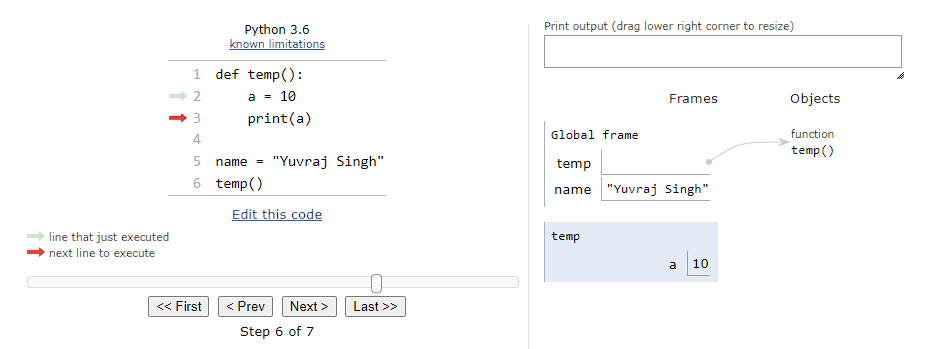 Python 3.6
known limitations
1 def temp():
2     a = 10
3     print(a)
4
5 name = "Yuvraj Singh"
6 temp()
Edit this code
line that just executed
next line to execute
<< First < Prev Next > Last >>
Step 6 of 7
Print output (drag lower right corner to resize)
Frames Objects
Global frame
temp
name "Yuvraj Singh"
function
temp()
temp
a 10